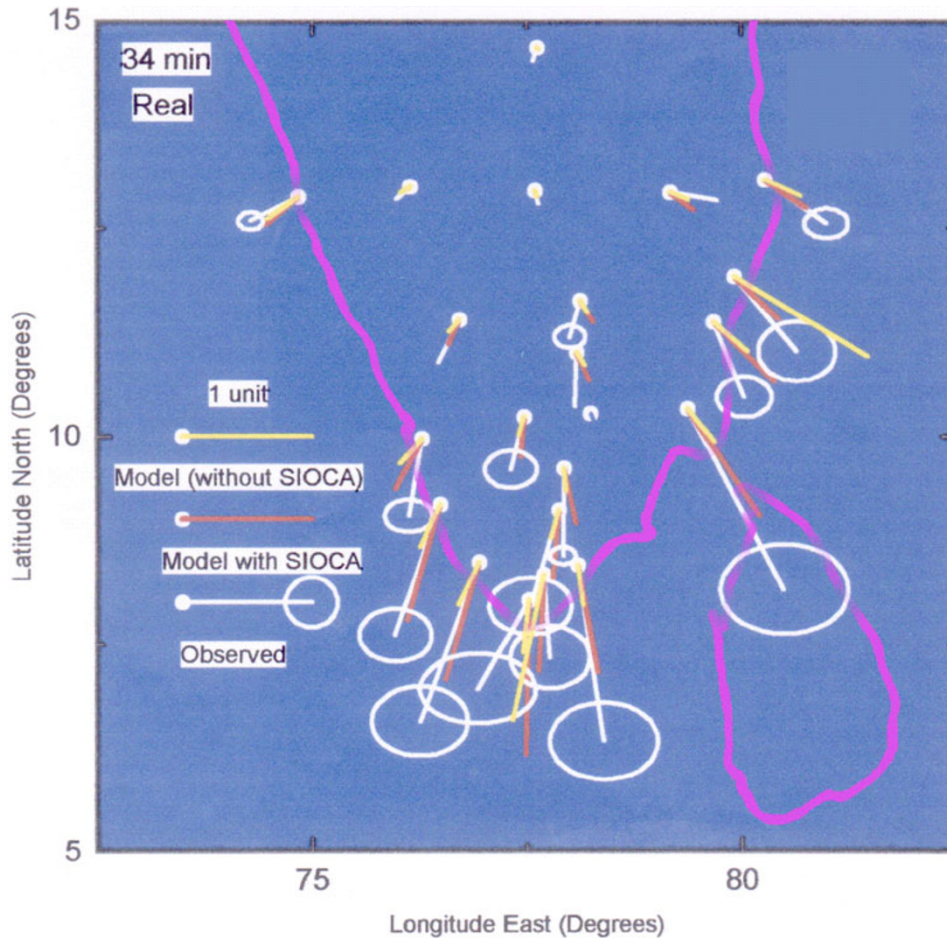 15
34 min
Real
1 unit
10
Model (without SIOCA)
Model with SIOCA
Observed
5
75
80
Latitude North (Degrees)
Longitude East (Degrees)